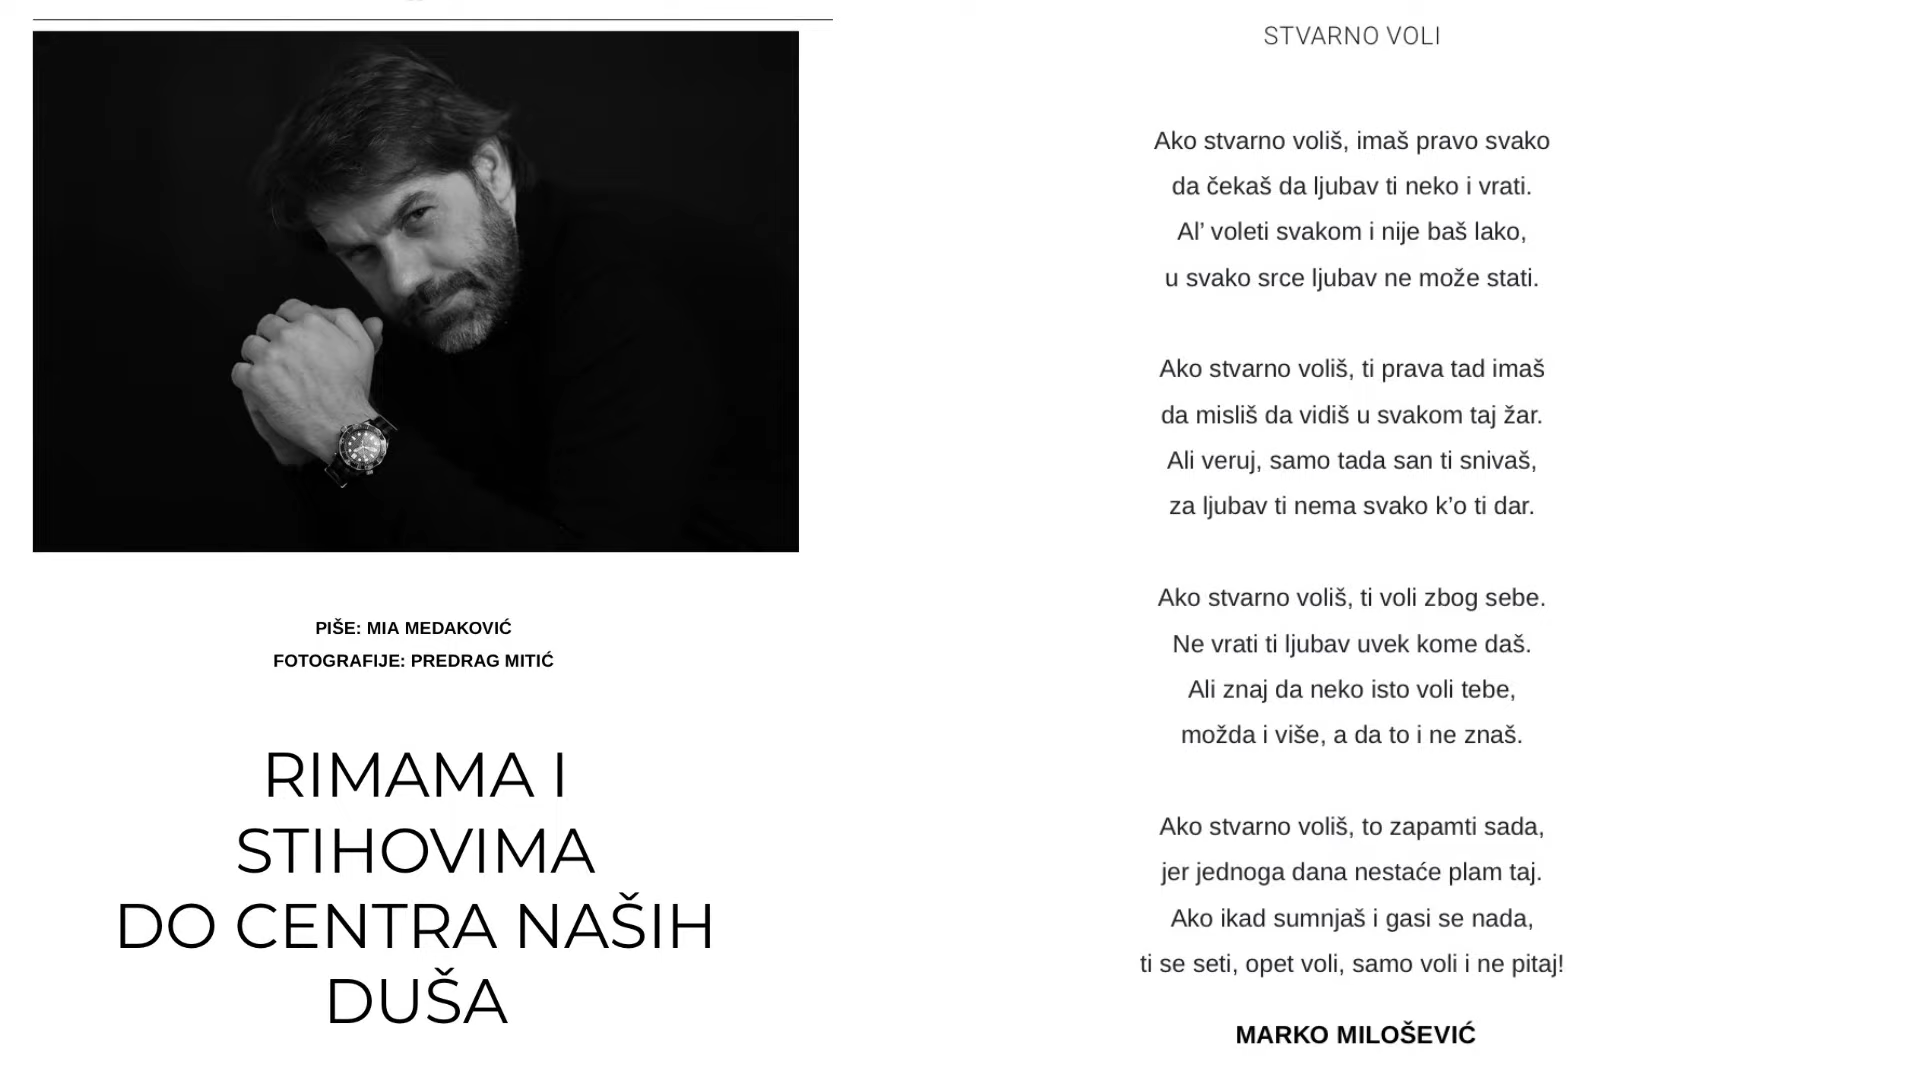 PIŠE: MIA MEDAKOVIĆ
FOTOGRAFIJE: PREDRAG MITIĆ
RIMAMA I
STIHOVIMA
DO CENTRA NAŠIH
DUŠA
STVARNO VOLI
Ako stvarno voliš, imaš pravo svako
da čekaš da ljubav ti neko i vrati.
Al’ voleti svakom i nije baš lako,
u svako srce ljubav ne može stati.
Ako stvarno voliš, ti prava tad imaš
da misliš da vidiš u svakom taj žar.
Ali veruj, samo tada san ti snivaš,
za ljubav ti nema svako k’o ti dar.
Ako stvarno voliš, ti voli zbog sebe.
Ne vrati ti ljubav uvek kome daš.
Ali znaj da neko isto voli tebe,
možda i više, a da to i ne znaš.
Ako stvarno voliš, to zapamti sada,
jer jednoga dana nestaće plam taj.
Ako ikad sumnjaš i gasi se nada,
ti se seti, opet voli, samo voli i ne pitaj!
MARKO MILOŠEVIĆ